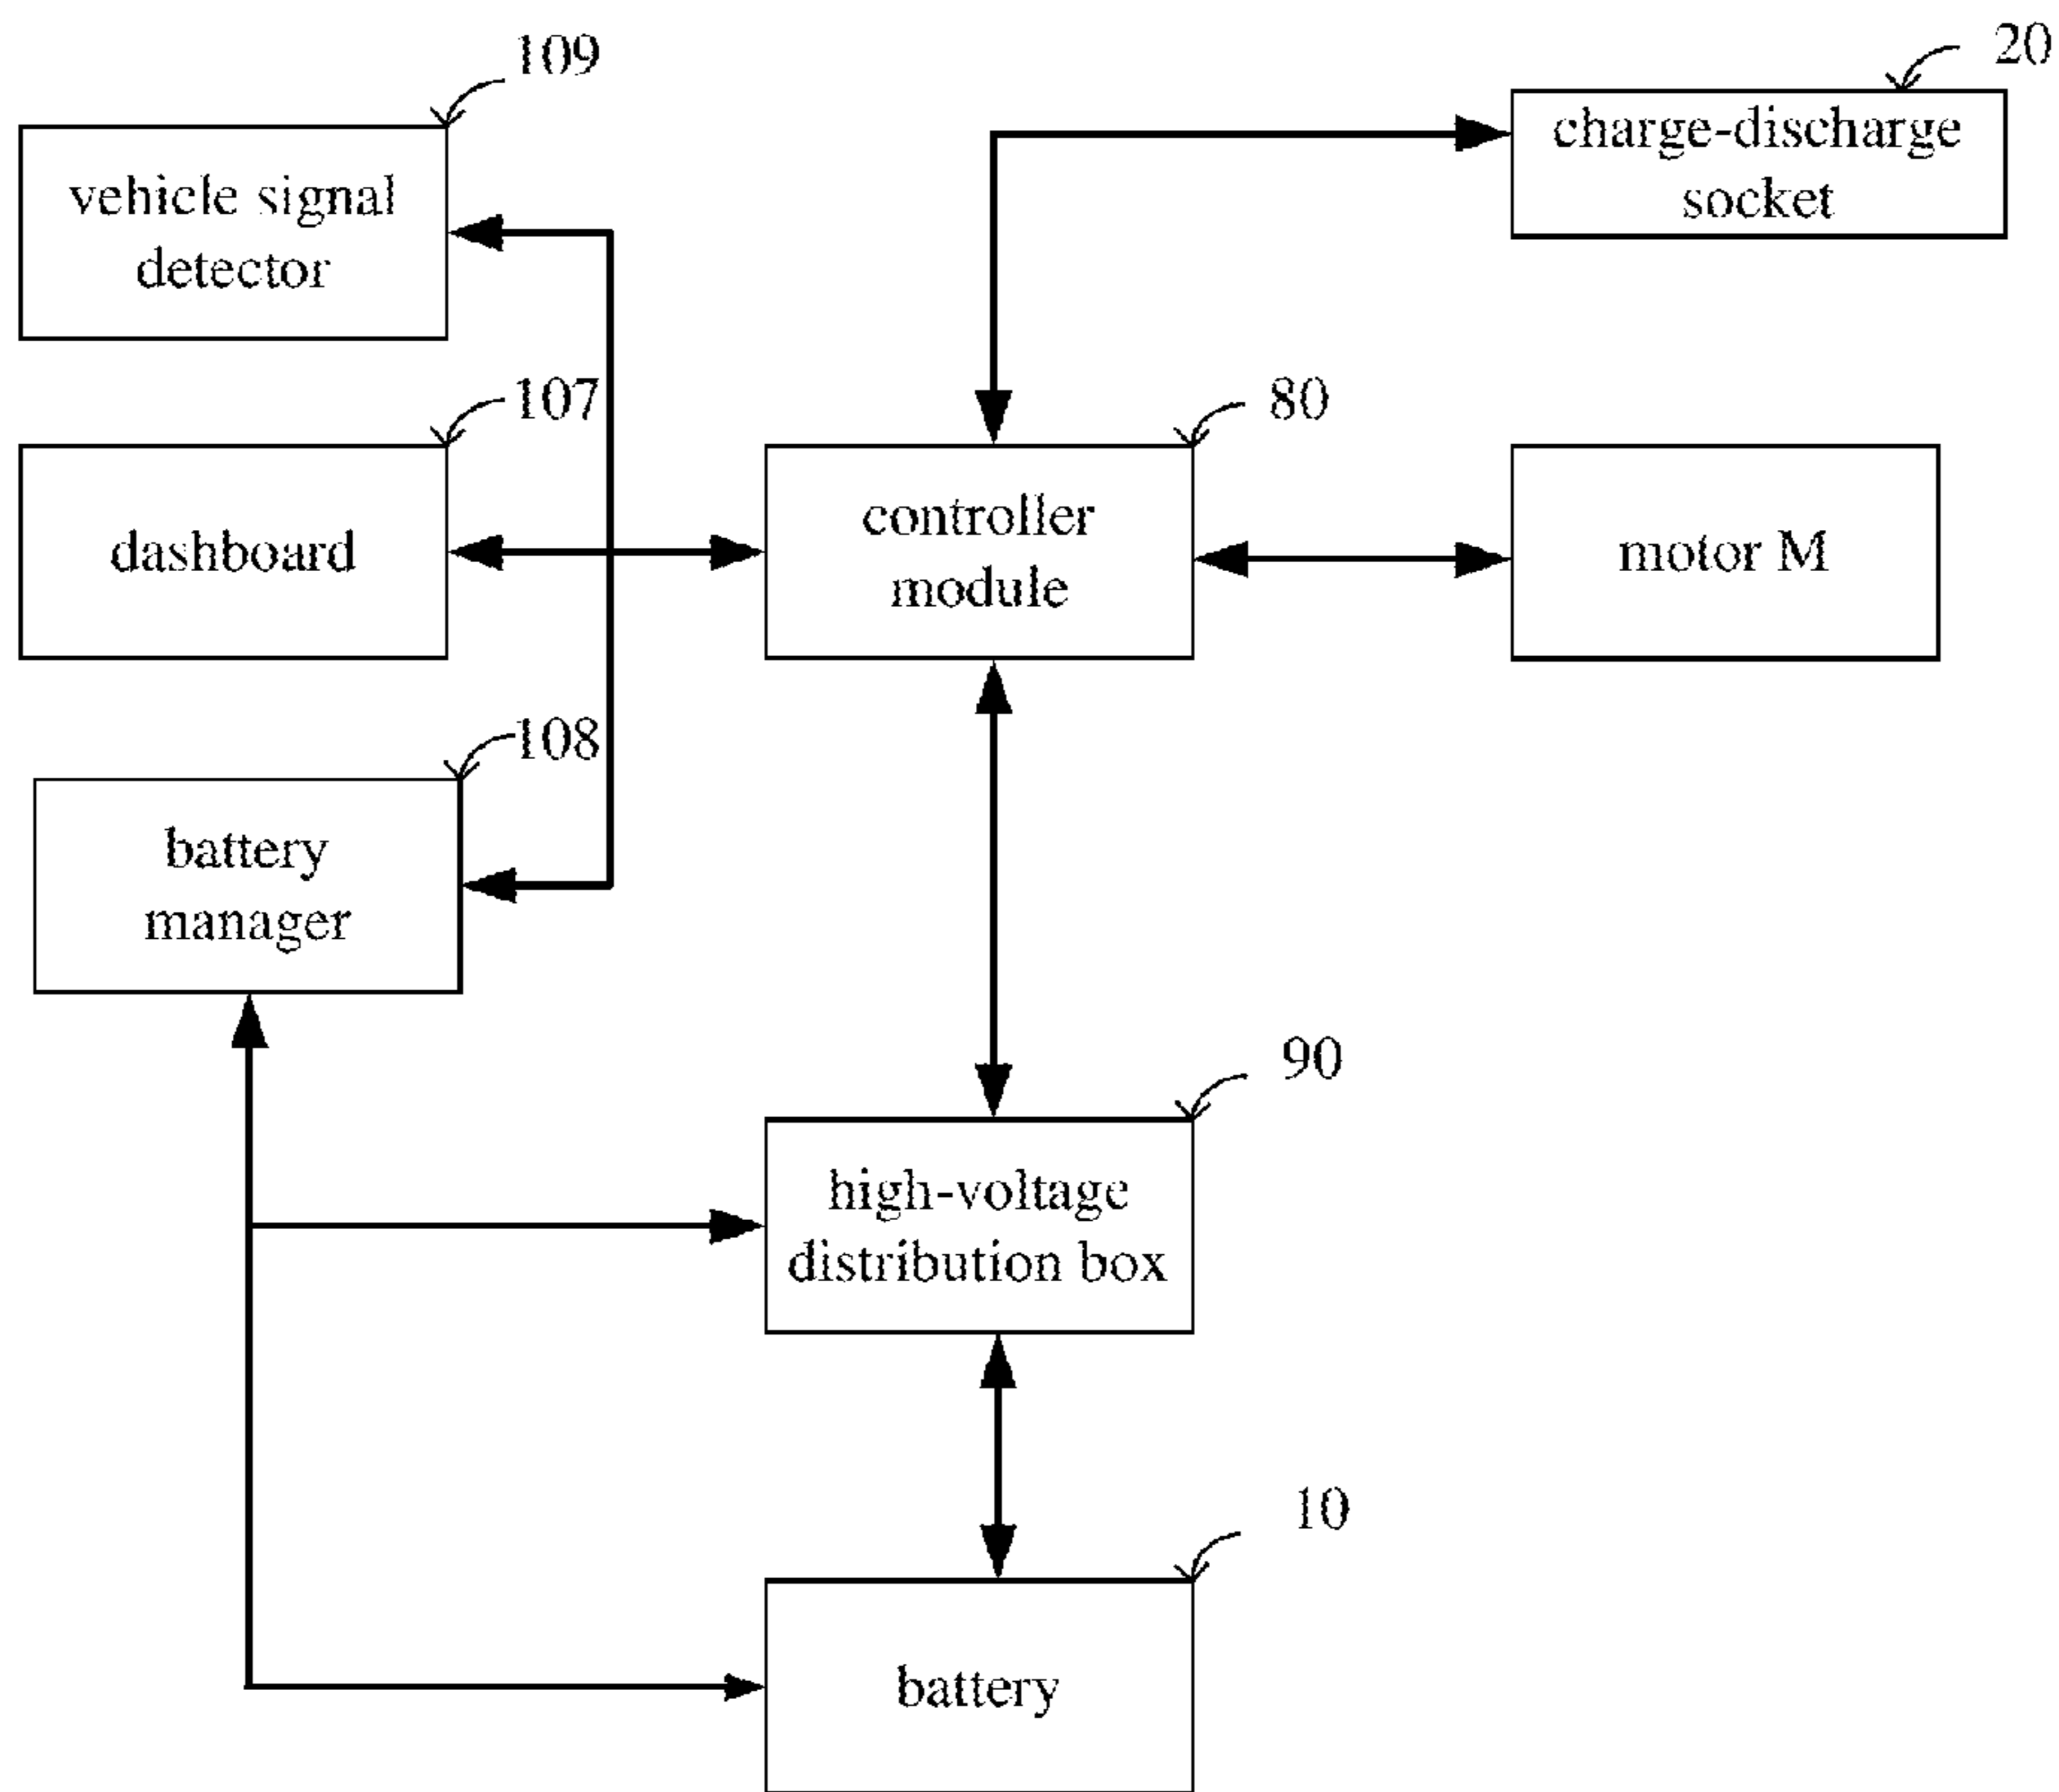 109
20
charge-discharge
socket
vehicle signal
detector
107
80
dashboard
controller
module
motor M
108
battery
manager
90
high-voltage
distribution box
10
battery